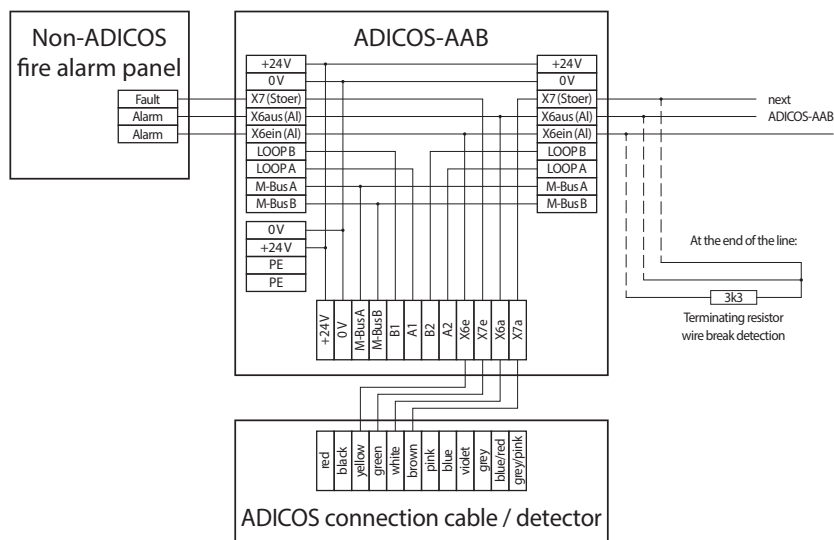 Non-ADICOS
fire alarm panel
Fault
Alarm
Alarm
ADICOS-AAB
+24V
0V
X7 (Stoer)
X6aus (Al)
X6ein (Al)
LOOP B
LOOP A
M-Bus A
M-Bus B
0V
+24V
PE
PE
+24V
0V
X7 (Stoer)
X6aus (Al)
X6ein (Al)
LOOP B
LOOP A
M-Bus A
M-Bus B
next
ADICOS-AAB
At the end of the line:
3k3
Terminating resistor
wire break detection
+24V
0V
M-Bus A
M-Bus B
B1
A1
B2
A2
X6e
X7e
X6a
X7a
red
black
yellow
green
white
brown
pink
blue
violet
grey
blue/red
grey/pink
ADICOS connection cable / detector